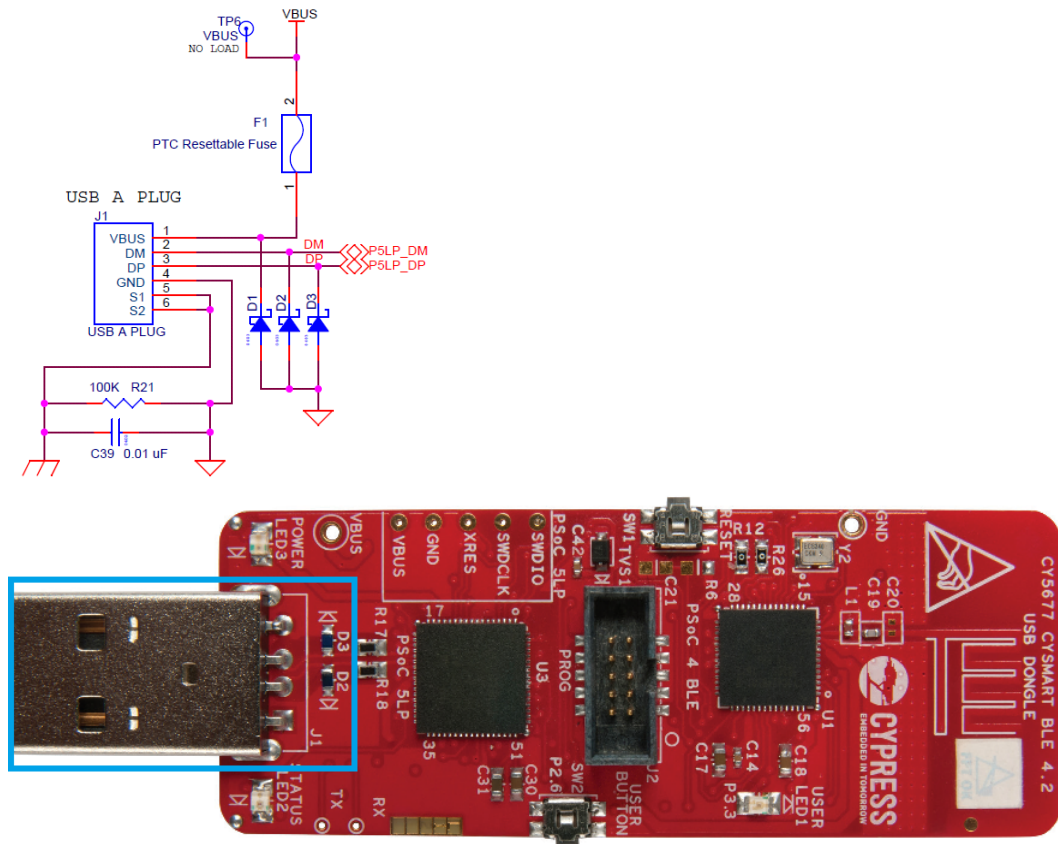 TP6
VBUS
NO LOAD
VBUS
2
F1
PTC Resettable Fuse
1
USB A PLUG
J1
VBUS 1
DM 2
DP 3
GND 4
S1 5
S2 6
USB A PLUG
DM
P5LP_DM
DP
P5LP_DP
D1
D2
D3
100K R21
C39 0.01 uF
POWER
LED3
VBUS
VBUS
GND
XRES
SWDCLK
SWDIO
PSoC 5LP
C42
TVS1
SW1
RESET
R12
R26
Y2
GND
C21
R6
28
15
L1
C19
C20
CY5677 CYSMART BLE 4.2
USB DONGLE
D3
D2
J1
R17
R18
17
PSoC 5LP
U3
35
51
PROG
J2
PSoC 4 BLE
U1
56
CYPRESS
EMBEDDED IN TOMORROW
STATUS
LED2
TX
RX
C31
C30
P2.6
SW2
USER
BUTTON
C17
C14
C18
P3.3
LED1
USER